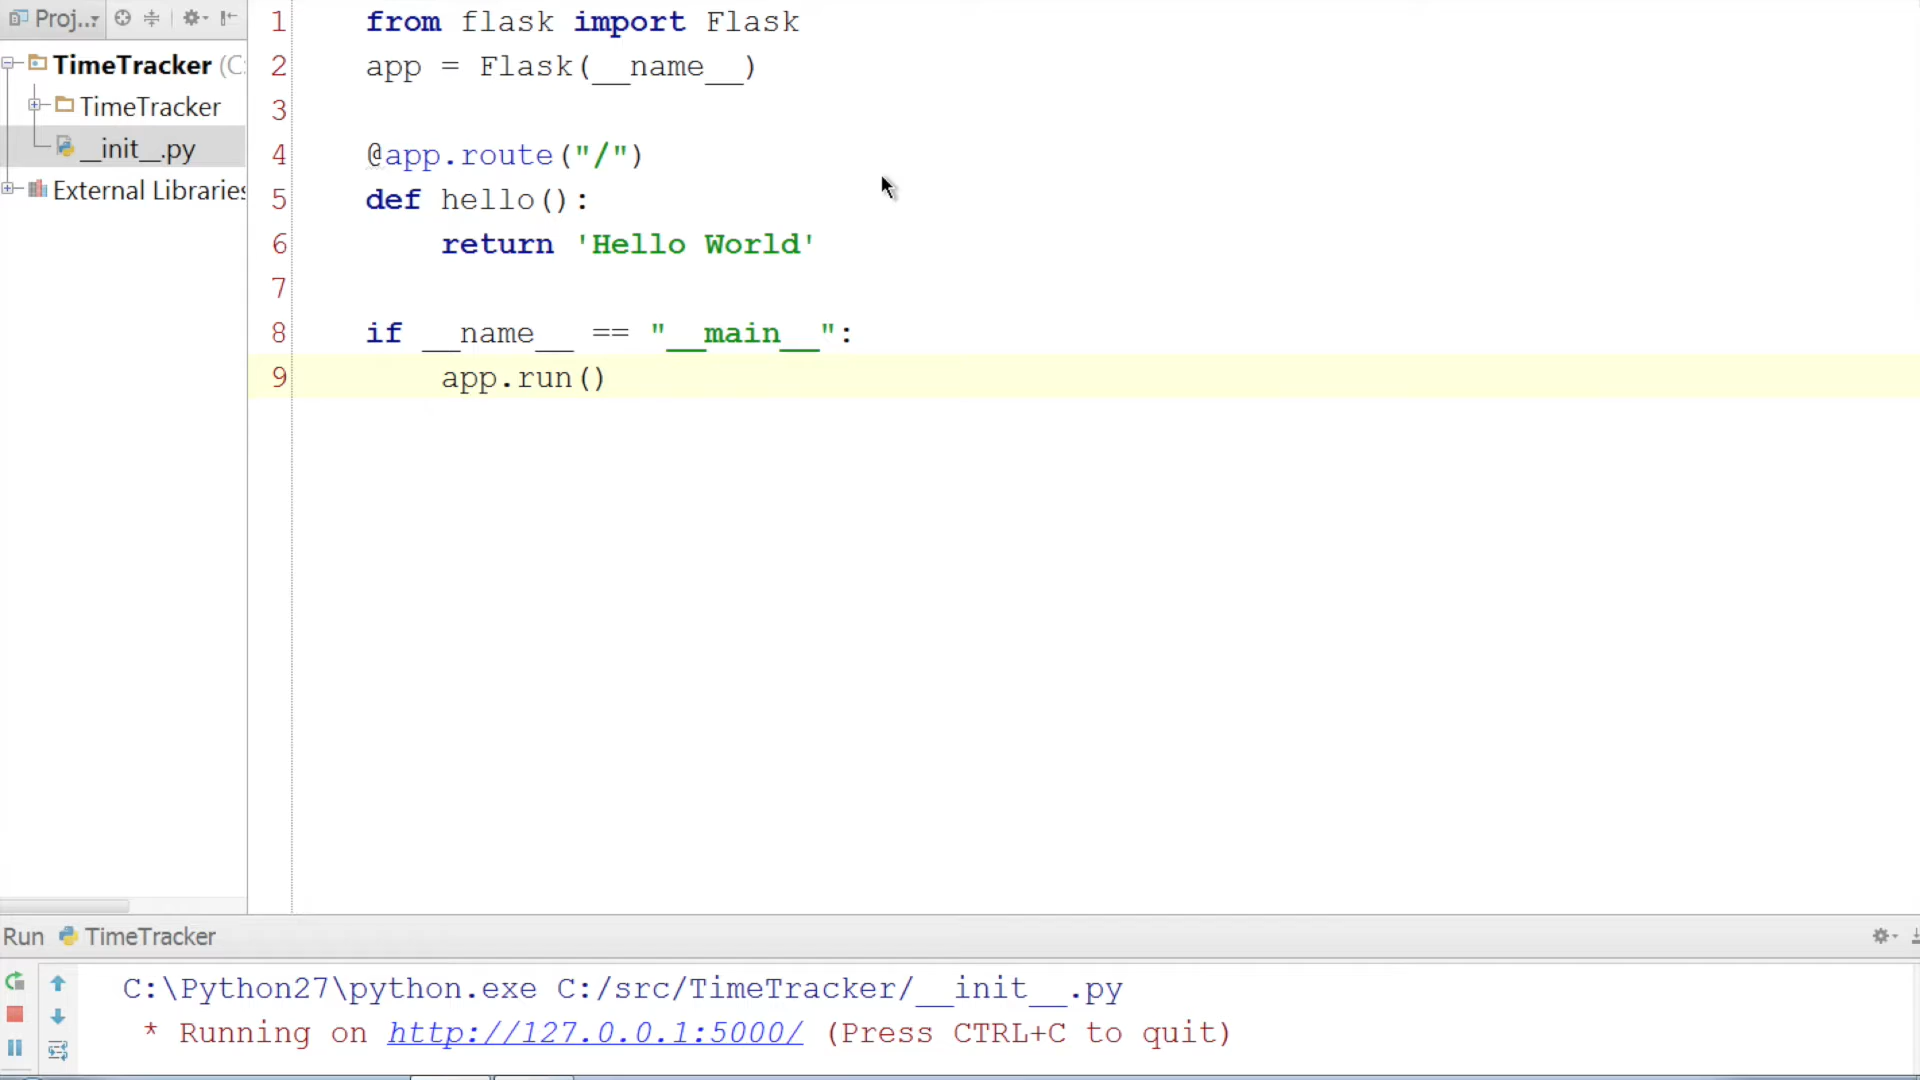 Proj...
TimeTracker (C:
TimeTracker
__init__.py
External Libraries
1 from flask import Flask
2 app = Flask(__name__)
3
4 @app.route("/")
5 def hello():
6 return 'Hello World'
7
8 if __name__ == "__main__":
9 app.run()
Run TimeTracker
C:\Python27\python.exe C:/src/TimeTracker/__init__.py
* Running on http://127.0.0.1:5000/ (Press CTRL+C to quit)